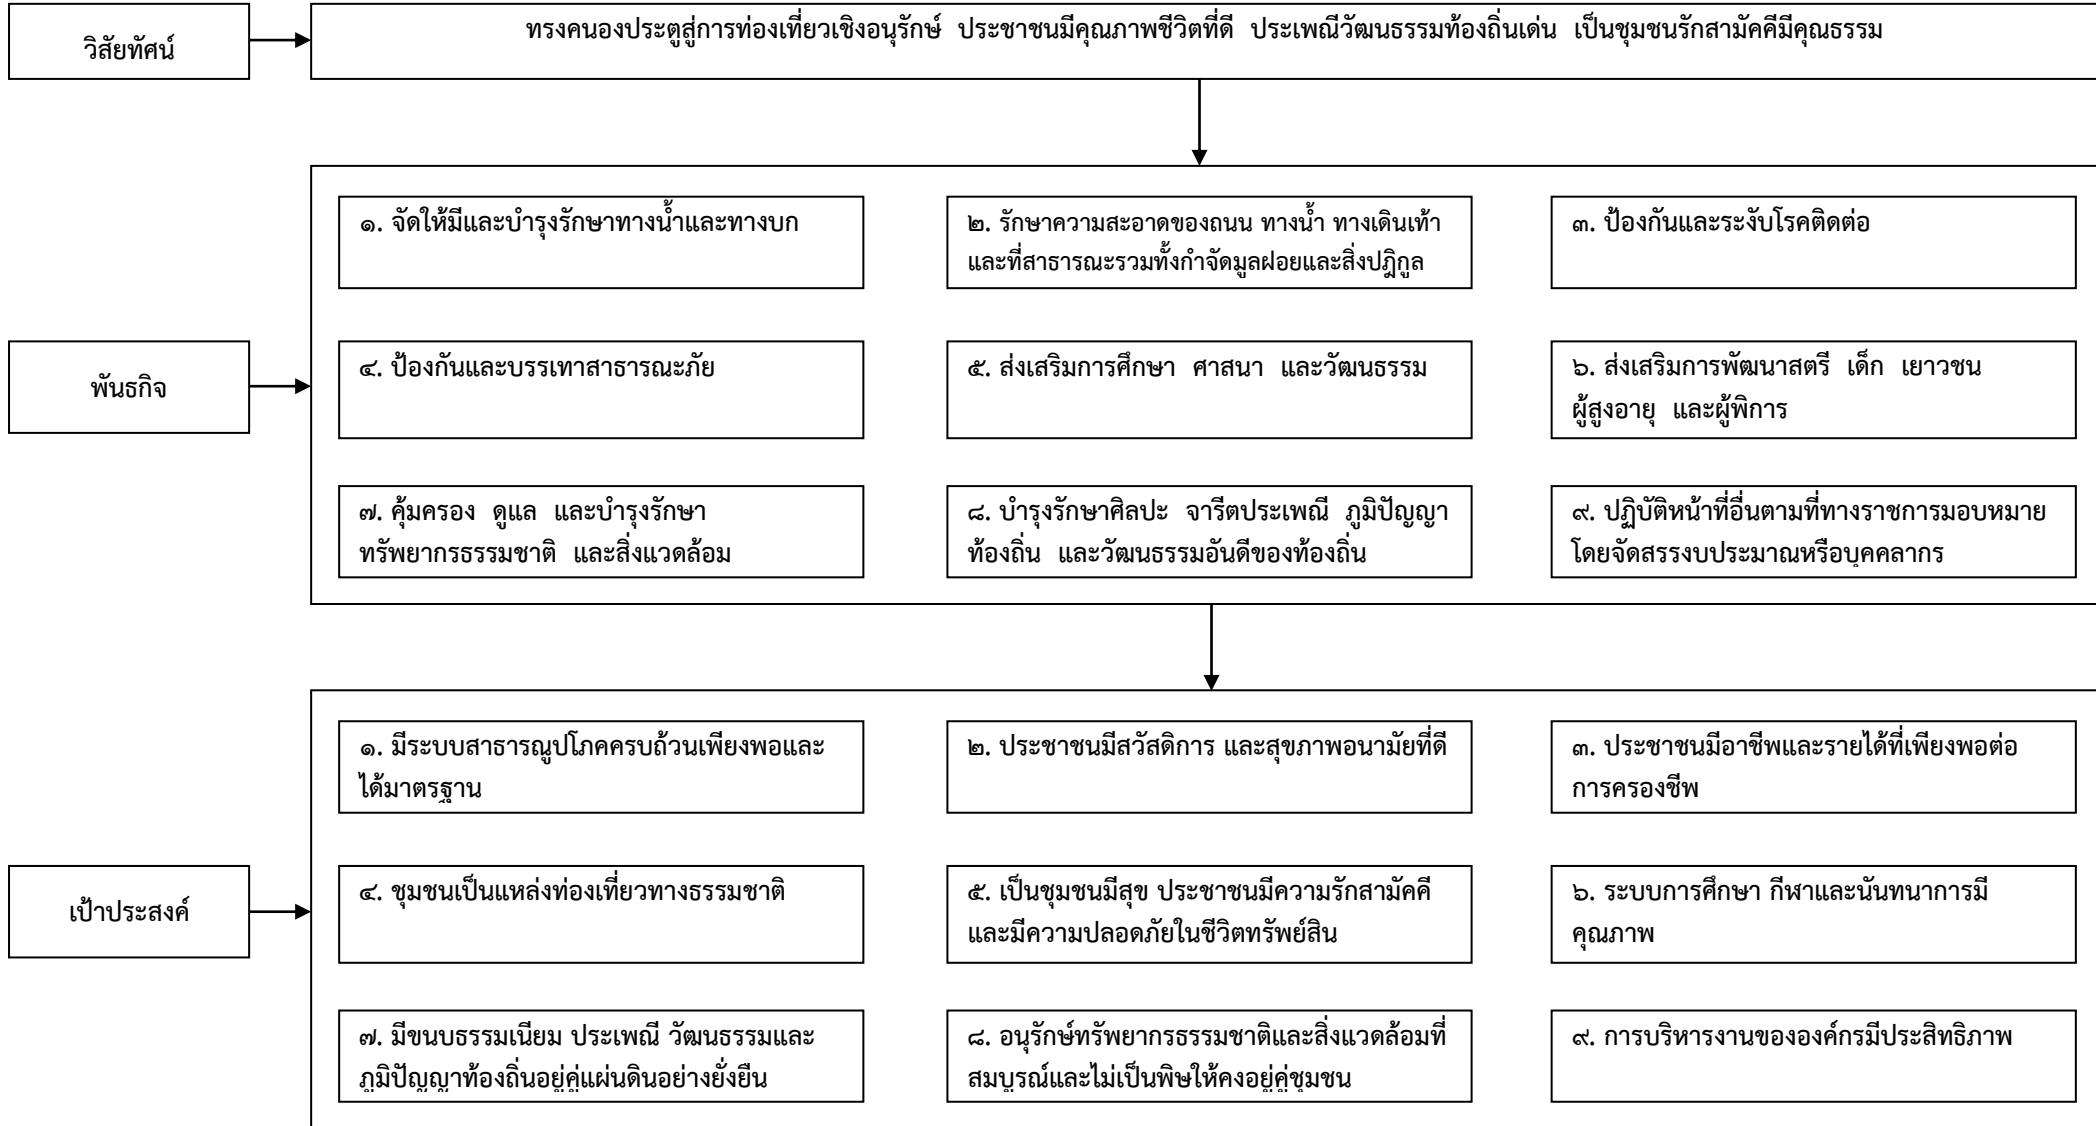 วิสัยทัศน์
ทรงคนองประตูสู่การท่องเที่ยวเชิงอนุรักษ์ ประชาชนมีคุณภาพชีวิตที่ดี ประเพณีวัฒนธรรมท้องถิ่นเด่น เป็นชุมชนรักสามัคคีมีคุณธรรม
พันธกิจ
๑. จัดให้มีและบำรุงรักษาทางน้ำและทางบก
๒. รักษาความสะอาดของถนน ทางน้ำ ทางเดินเท้า
และที่สาธารณะรวมทั้งกำจัดมูลฝอยและสิ่งปฎิกูล
๓. ป้องกันและระงับโรคติดต่อ
๔. ป้องกันและบรรเทาสาธารณะภัย
๕. ส่งเสริมการศึกษา ศาสนา และวัฒนธรรม
๖. ส่งเสริมการพัฒนาสตรี เด็ก เยาวชน
ผู้สูงอายุ และผู้พิการ
๗. คุ้มครอง ดูแล และบำรุงรักษา
ทรัพยากรธรรมชาติ และสิ่งแวดล้อม
๘. บำรุงรักษาศิลปะ จารีตประเพณี ภูมิปัญญา
ท้องถิ่น และวัฒนธรรมอันดีของท้องถิ่น
๙. ปฏิบัติหน้าที่อื่นตามที่ทางราชการมอบหมาย
โดยจัดสรรงบประมาณหรือบุคคลากร
เป้าประสงค์
๑. มีระบบสาธารณูปโภคครบถ้วนเพียงพอและ
ได้มาตรฐาน
๒. ประชาชนมีสวัสดิการ และสุขภาพอนามัยที่ดี
๓. ประชาชนมีอาชีพและรายได้ที่เพียงพอต่อ
การครองชีพ
๔. ชุมชนเป็นแหล่งท่องเที่ยวทางธรรมชาติ
๕. เป็นชุมชนมีสุข ประชาชนมีความรักสามัคคี
และมีความปลอดภัยในชีวิตทรัพย์สิน
๖. ระบบการศึกษา กีฬาและนันทนาการมี
คุณภาพ
๗. มีขนบธรรมเนียม ประเพณี วัฒนธรรมและ
ภูมิปัญญาท้องถิ่นอยู่คู่แผ่นดินอย่างยั่งยืน
๘. อนุรักษ์ทรัพยากรธรรมชาติและสิ่งแวดล้อมที่
สมบูรณ์และไม่เป็นพิษให้คงอยู่คู่ชุมชน
๙. การบริหารงานขององค์กรมีประสิทธิภาพ